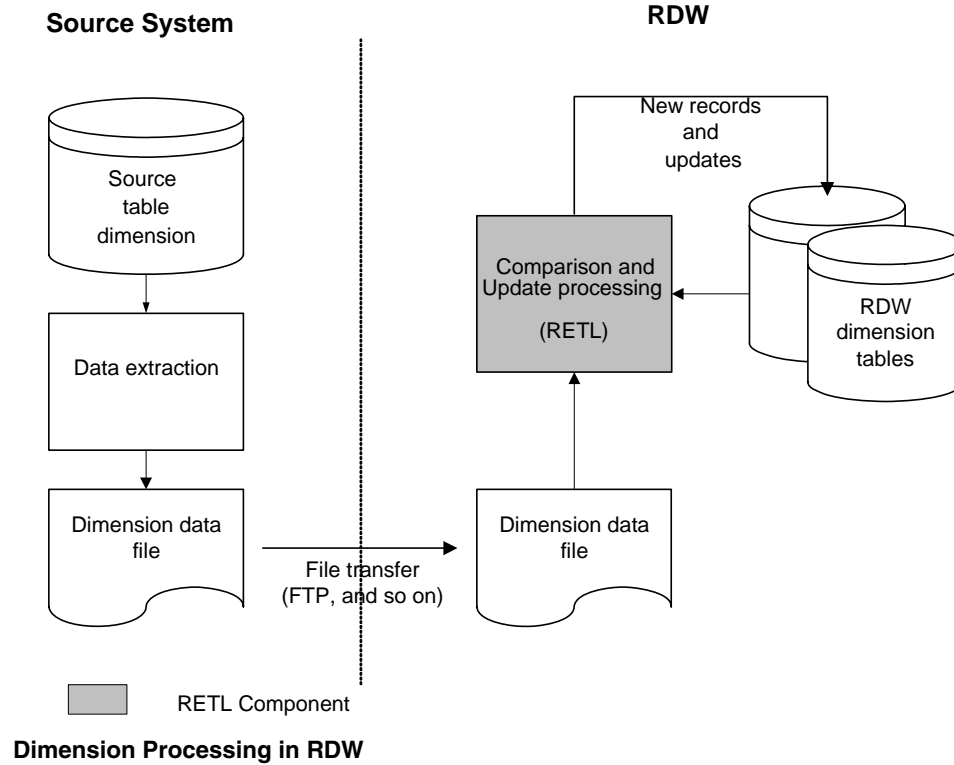 Source System
RDW
Source
table
dimension
Data extraction
Dimension data
file
File transfer
(FTP, and so on)
Dimension data
file
Comparison and
Update processing
(RETL)
New records
and
updates
RDW
dimension
tables
RETL Component
Dimension Processing in RDW